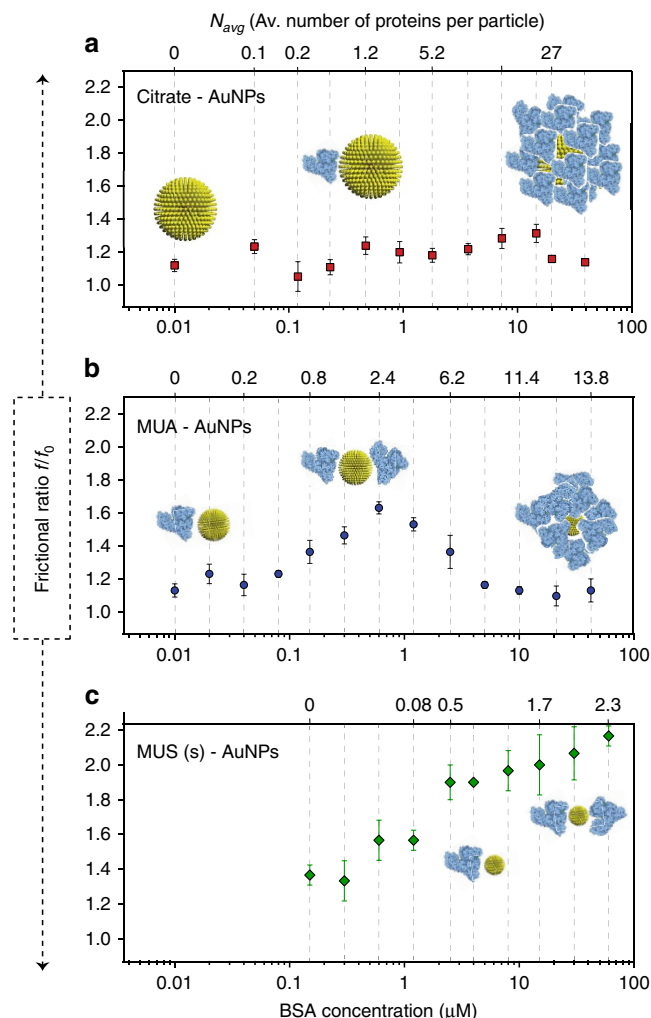 N_avg (Av. number of proteins per particle)
a
0 0.1 0.2 1.2 5.2 27
2.2
Citrate - AuNPs
2.0
1.8
1.6
1.4
1.2
1.0
0.01 0.1 1 10 100
b
0 0.2 0.8 2.4 6.2 11.4 13.8
2.2
MUA - AuNPs
2.0
1.8
1.6
1.4
1.2
1.0
0.01 0.1 1 10 100
Frictional ratio f/f0
c
0 0.08 0.5 1.7 2.3
2.2
MUS (s) - AuNPs
2.0
1.8
1.6
1.4
1.2
1.0
0.01 0.1 1 10 100
BSA concentration (μM)